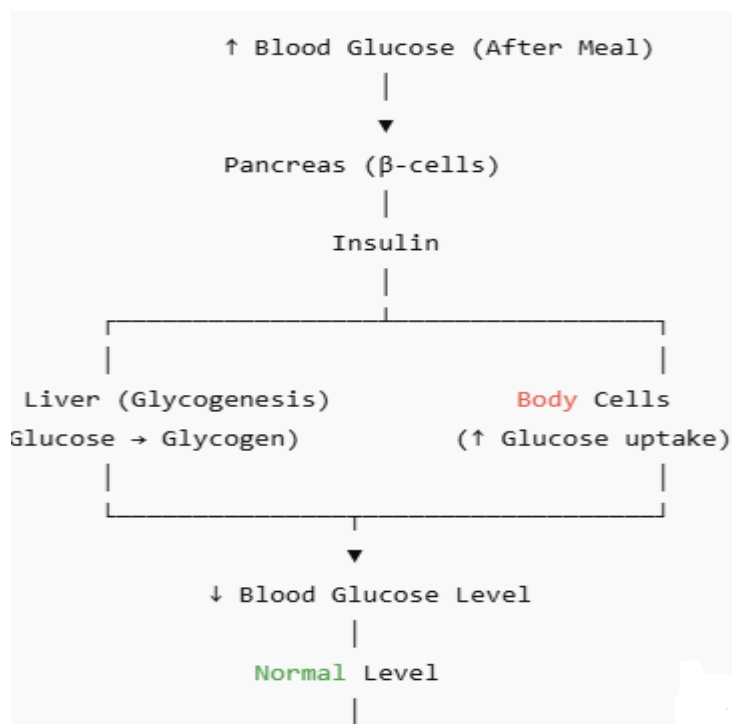 ↑ Blood Glucose (After Meal)
Pancreas (β-cells)
Insulin
Liver (Glycogenesis) Body Cells
Glucose → Glycogen) (↑ Glucose uptake)
↓ Blood Glucose Level
Normal Level